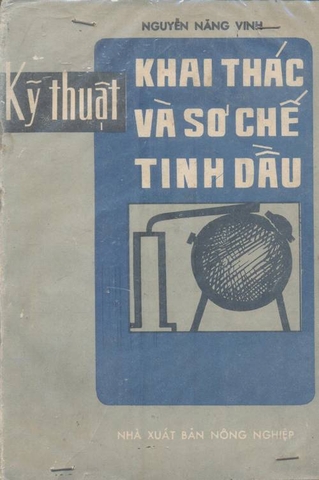 NGUYỄN NĂNG VINH
Kỹ thuật
KHAI THÁC
VÀ SƠ CHẾ
TINH DẦU
NHÀ XUẤT BẢN NÔNG NGHIỆP